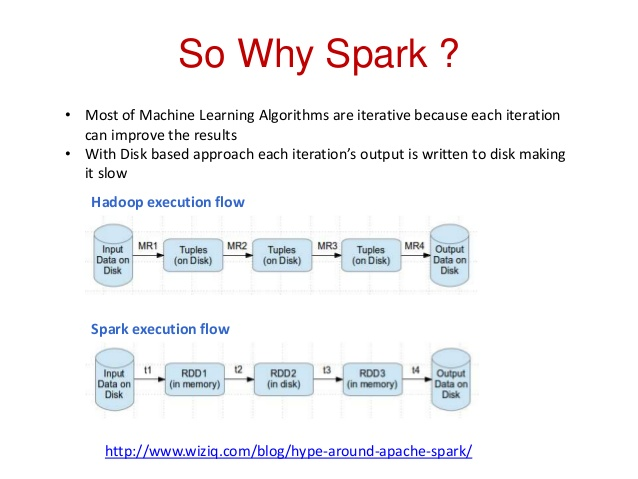 So Why Spark ?
• Most of Machine Learning Algorithms are iterative because each iteration
can improve the results
• With Disk based approach each iteration's output is written to disk making
it slow
Hadoop execution flow
Input
Data on
Disk
MR1
Tuples
(on Disk)
MR2
Tuples
(on Disk)
MR3
Tuples
(on Disk)
MR4
Output
Data on
Disk
Spark execution flow
Input
Data on
Disk
t1
RDD1
(in memory)
t2
RDD2
(in disk)
t3
RDD3
(in memory)
t4
Output
Data on
Disk
http://www.wiziq.com/blog/hype-around-apache-spark/